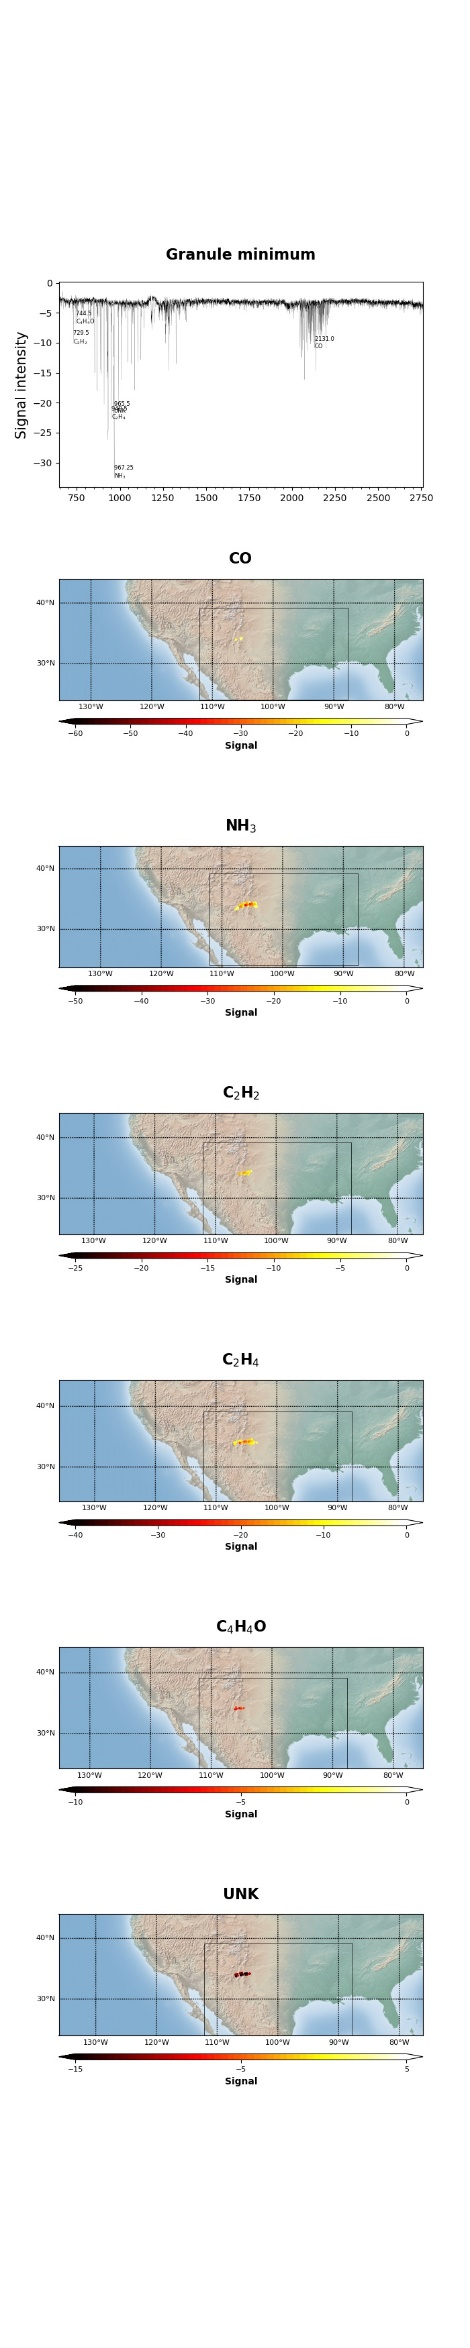 Granule minimum
0
−5
−10
−15
−20
−25
−30
Signal intensity
744.5
C₄H₄O
729.5
C₂H₂
2131.0
CO
965.5
C₂H₄
967.25
NH₃
750 1000 1250 1500 1750 2000 2250 2500 2750
CO
40°N
30°N
130°W 120°W 110°W 100°W 90°W 80°W
−60 −50 −40 −30 −20 −10 0
Signal
NH₃
40°N
30°N
130°W 120°W 110°W 100°W 90°W 80°W
−50 −40 −30 −20 −10 0
Signal
C₂H₂
40°N
30°N
130°W 120°W 110°W 100°W 90°W 80°W
−25 −20 −15 −10 −5 0
Signal
C₂H₄
40°N
30°N
130°W 120°W 110°W 100°W 90°W 80°W
−40 −30 −20 −10 0
Signal
C₄H₄O
40°N
30°N
130°W 120°W 110°W 100°W 90°W 80°W
−10 −5 0
Signal
UNK
40°N
30°N
130°W 120°W 110°W 100°W 90°W 80°W
−15 −5 5
Signal